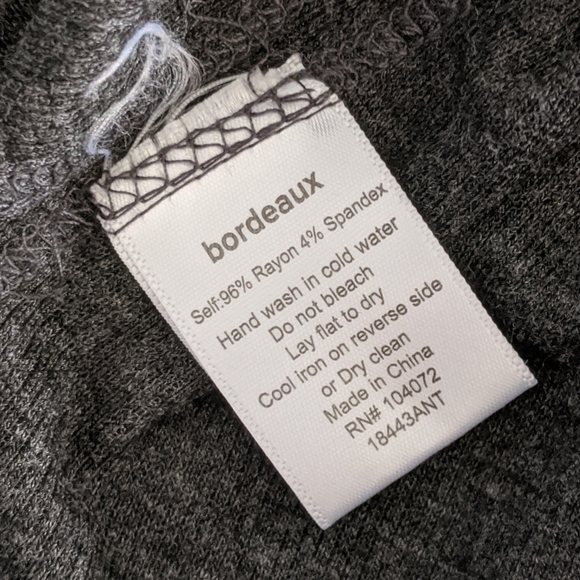 bordeaux
Self:96% Rayon 4% Spandex
Hand wash in cold water
Do not bleach
Lay flat to dry
Cool iron on reverse side
or Dry clean
Made in China
RN# 104072
18443ANT